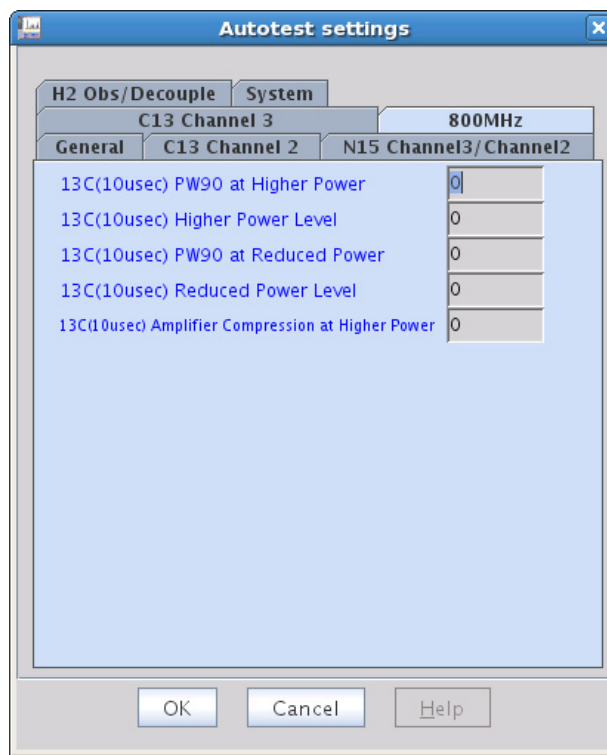 Autotest settings
H2 Obs/Decouple System
C13 Channel 3 800MHz
General C13 Channel 2 N15 Channel3/Channel2
13C(10usec) PW90 at Higher Power 0
13C(10usec) Higher Power Level 0
13C(10usec) PW90 at Reduced Power 0
13C(10usec) Reduced Power Level 0
13C(10usec) Amplifier Compression at Higher Power 0
OK Cancel Help